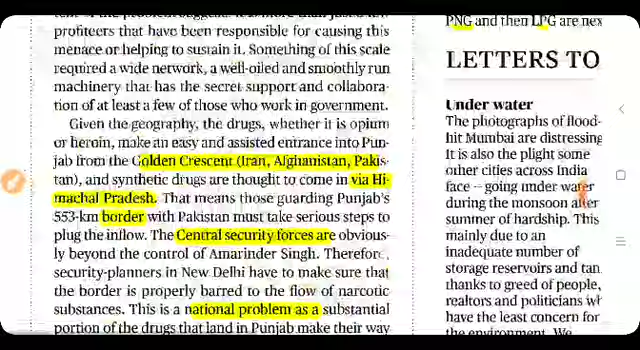 profiteers that have been responsible for causing this
menace or helping to sustain it. Something of this scale
required a wide network, a well-oiled and smoothly run
machinery that has the secret support and collabora-
tion of at least a few of those who work in government.
Given the geography, the drugs, whether it is opium
or heroin, make an easy and assisted entrance into Pun-
jab from the Golden Crescent (Iran, Afghanistan, Pakis-
tan), and synthetic drugs are thought to come in via Hi-
machal Pradesh. That means those guarding Punjab's
553-km border with Pakistan must take serious steps to
plug the inflow. The Central security forces are obvious-
ly beyond the control of Amarinder Singh. Therefore,
security-planners in New Delhi have to make sure that
the border is properly barred to the flow of narcotic
substances. This is a national problem as a substantial
portion of the drugs that land in Punjab make their way
PNG and then LPG are nex
LETTERS TO
Under water
The photographs of flood-
hit Mumbai are distressing
It is also the plight some
other cities across India
face -- going under water
during the monsoon after
summer of hardship. This
mainly due to an
inadequate number of
storage reservoirs and tan
thanks to greed of people,
realtors and politicians wh
have the least concern for
the environment. We